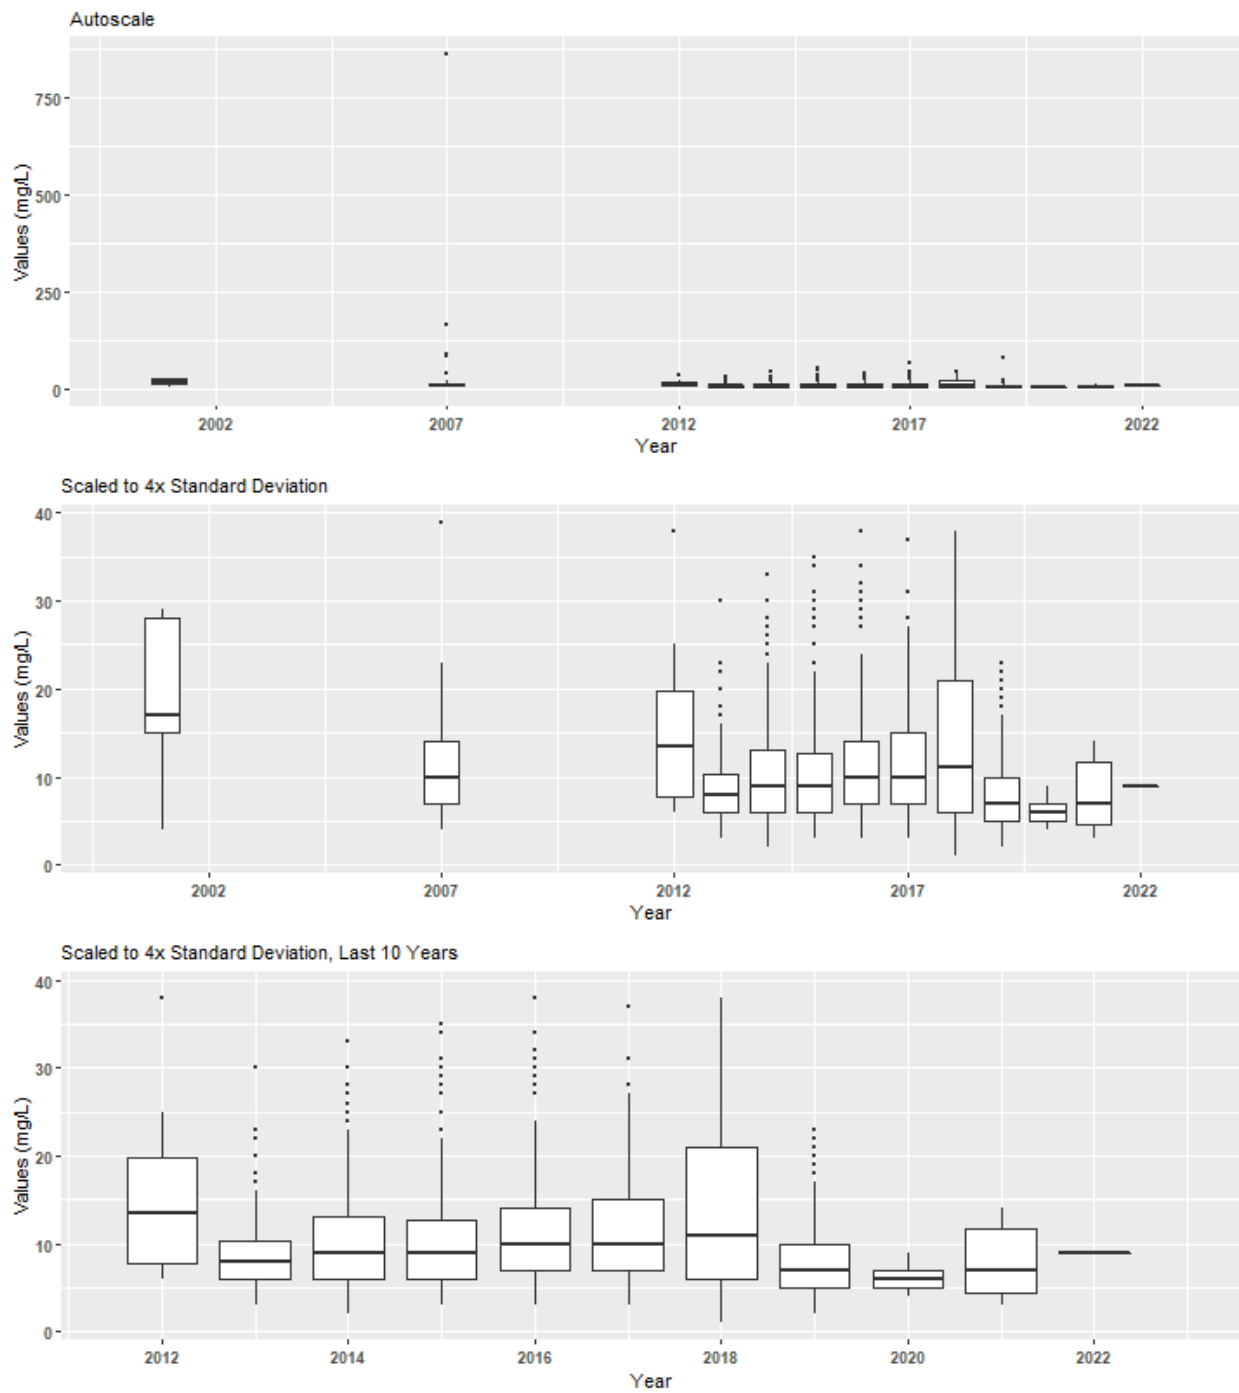 Autoscale
Values (mg/L)
750
500
250
0
2002 2007 2012 2017 2022
Year
Scaled to 4x Standard Deviation
Values (mg/L)
40
30
20
10
0
2002 2007 2012 2017 2022
Year
Scaled to 4x Standard Deviation, Last 10 Years
Values (mg/L)
40
30
20
10
0
2012 2014 2016 2018 2020 2022
Year